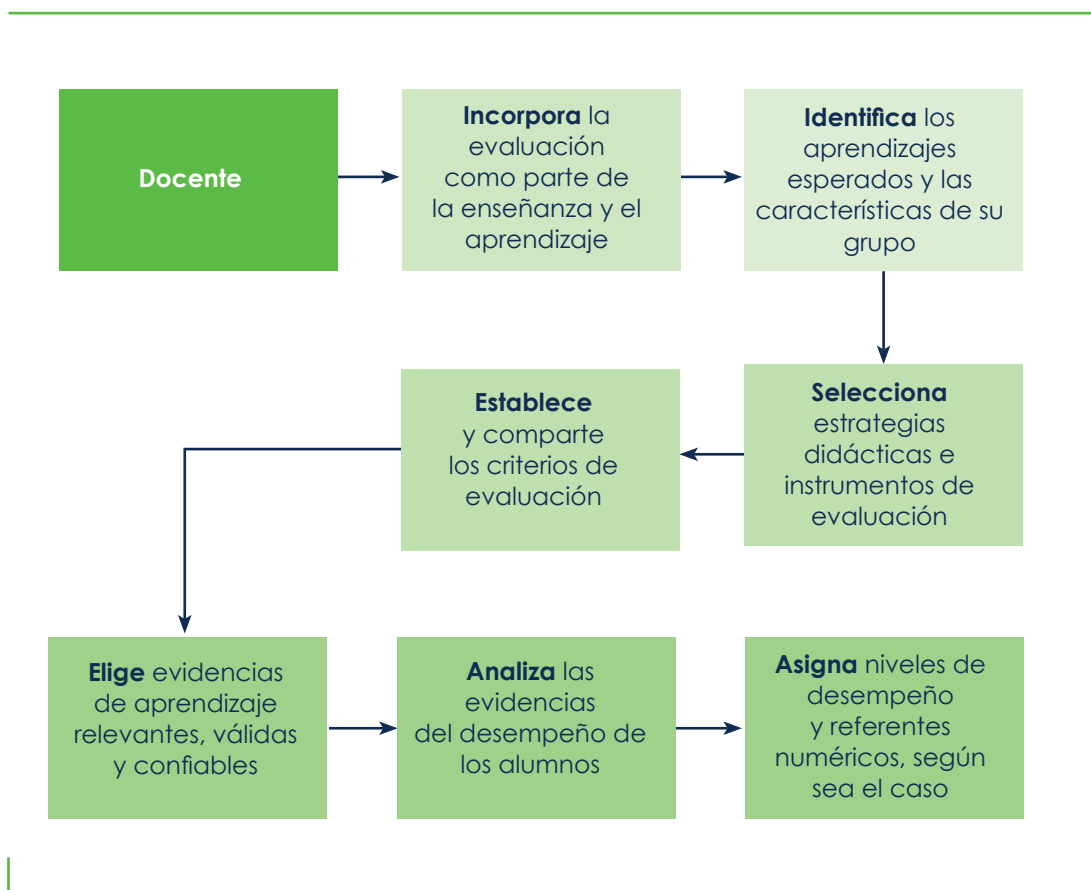 Docente
Incorpora la
evaluación
como parte de
la enseñanza y el
aprendizaje
Identifica los
aprendizajes
esperados y las
características de su
grupo
Selecciona
estrategias
didácticas e
instrumentos de
evaluación
Establece
y comparte
los criterios de
evaluación
Elige evidencias
de aprendizaje
relevantes, válidas
y confiables
Analiza las
evidencias
del desempeño de
los alumnos
Asigna niveles de
desempeño
y referentes
numéricos, según
sea el caso